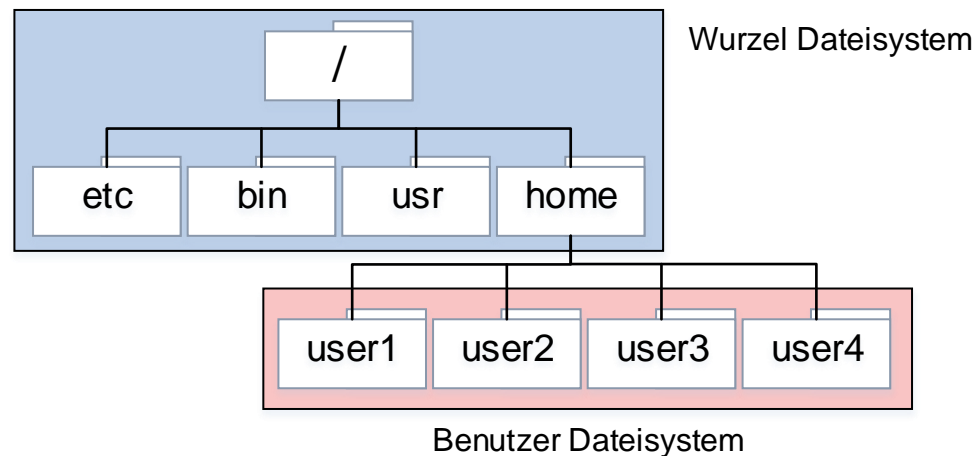 Wurzel Dateisystem
/
etc bin usr home
user1 user2 user3 user4
Benutzer Dateisystem